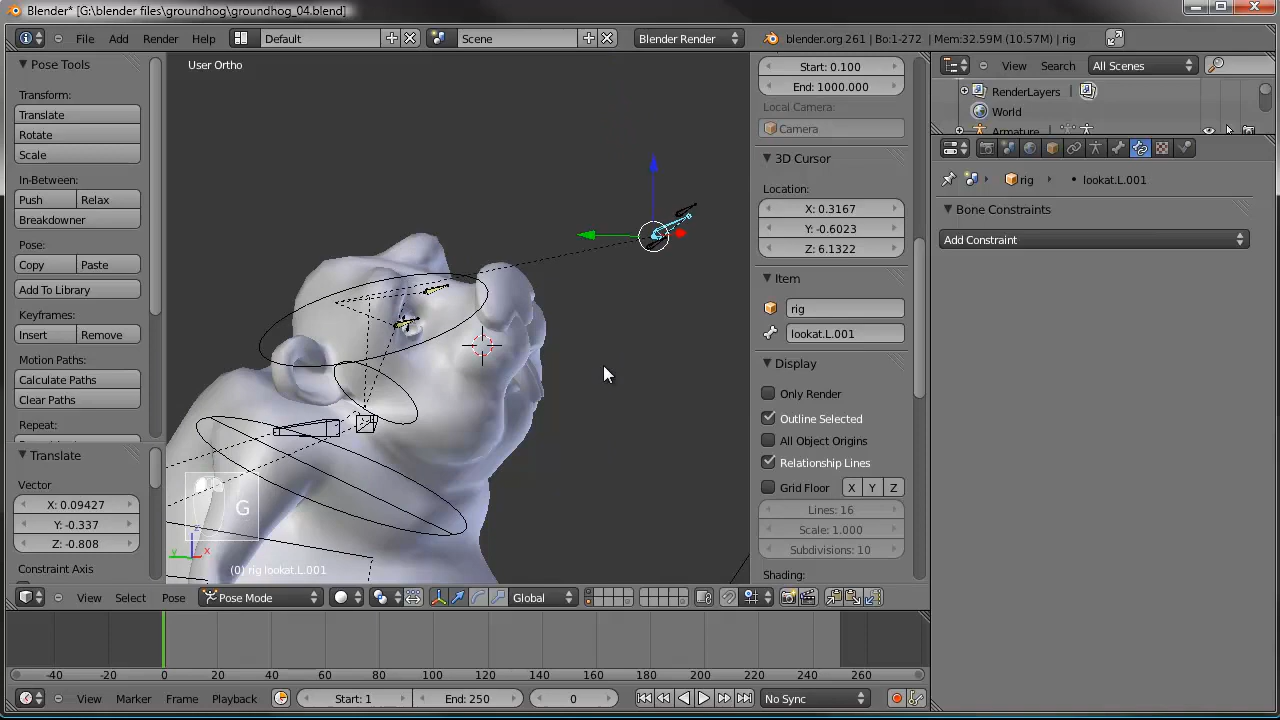 Blender* [G:\blender files\groundhog\groundhog_04.blend]
File Add Render Help Default Scene Blender Render blender.org 261 | Bo:1-272 | Mem:32.59M (10.57M) | rig
Pose Tools
Transform:
Translate
Rotate
Scale
In-Between:
Push Relax
Breakdowner
Pose:
Copy Paste
Add To Library
Keyframes:
Insert Remove
Motion Paths:
Calculate Paths
Clear Paths
Repeat:
Translate
Vector
X: 0.09427
Y: -0.337
Z: -0.808
Constraint Axis
User Ortho
G
z
y x
(0) rig lookat.L.001
Start: 0.100
End: 1000.000
Local Camera:
Camera
3D Cursor
Location:
X: 0.3167
Y: -0.6023
Z: 6.1322
Item
rig
lookat.L.001
Display
Only Render
Outline Selected
All Object Origins
Relationship Lines
Grid Floor X Y Z
Lines: 16
Scale: 1.000
Subdivisions: 10
Shading:
View Search All Scenes
RenderLayers
World
Armature
rig lookat.L.001
Bone Constraints
Add Constraint
View Select Pose Pose Mode Global
-40 -20 0 20 40 60 80 100 120 140 160 180 200 220 240 260
View Marker Frame Playback Start: 1 End: 250 0 No Sync